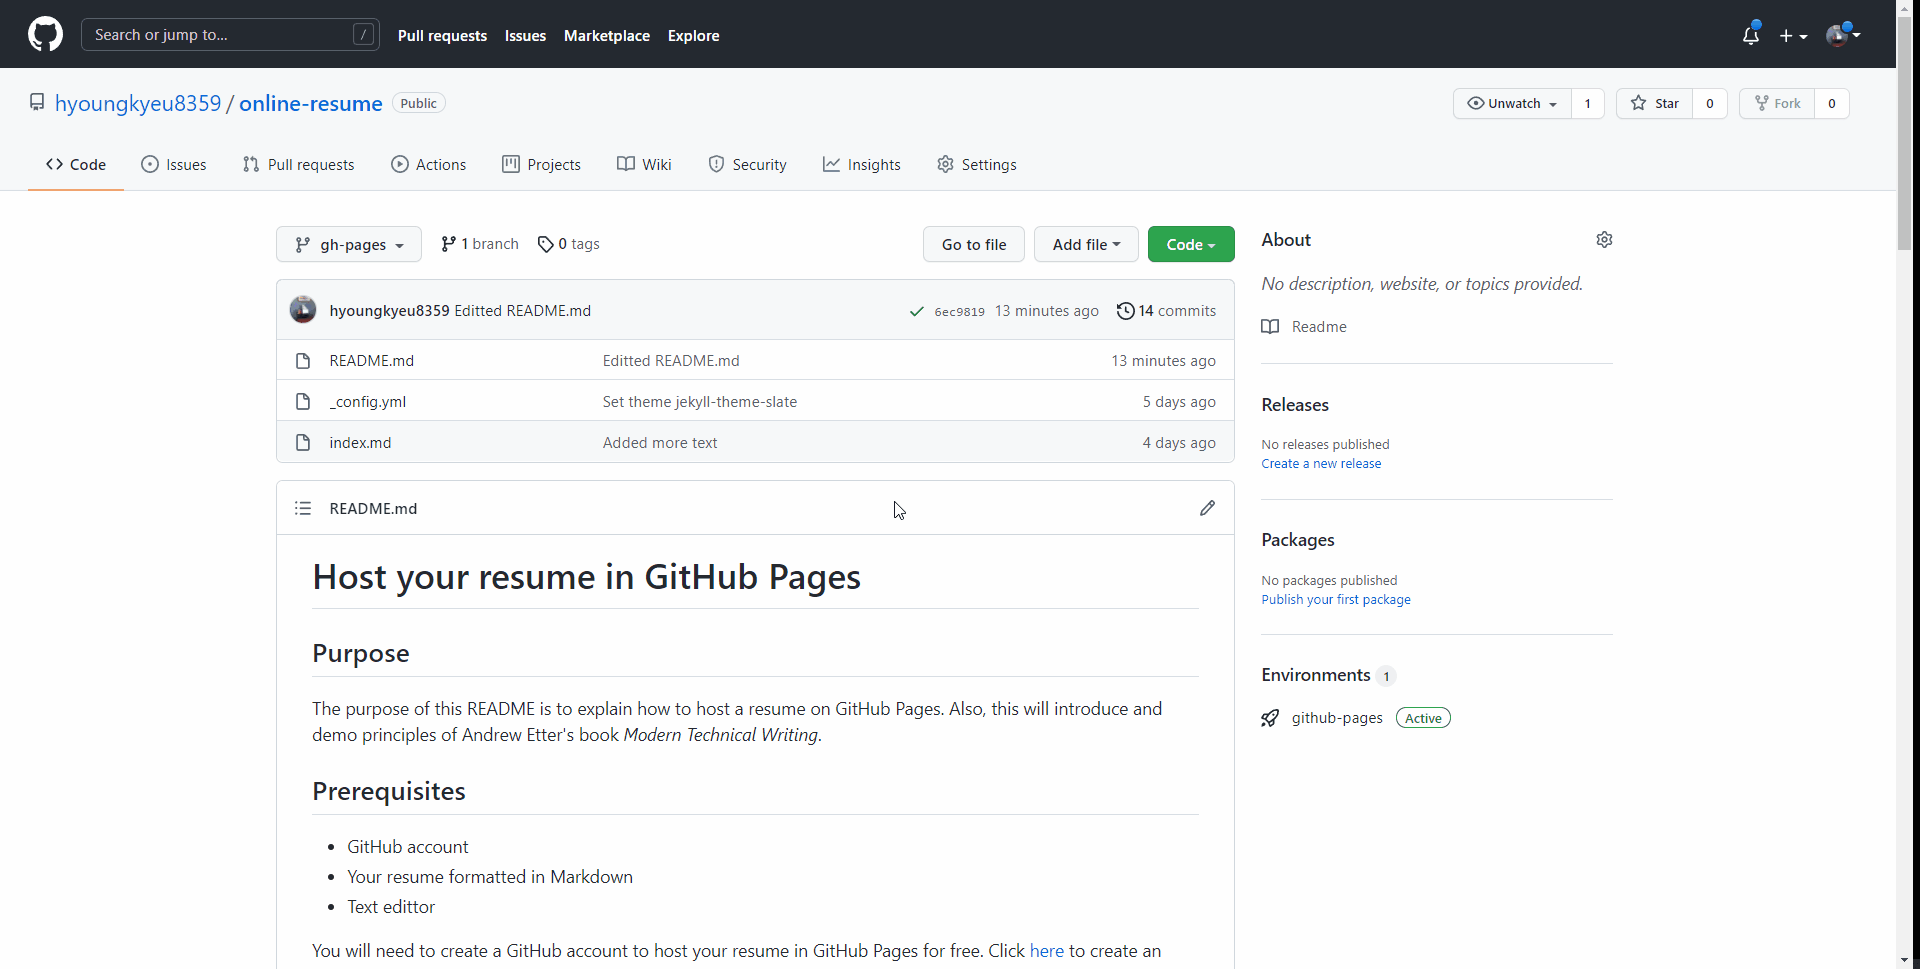 Search or jump to... /
Pull requests Issues Marketplace Explore
hyoungkyeu8359 / online-resume Public
Unwatch 1 Star 0 Fork 0
Code Issues Pull requests Actions Projects Wiki Security Insights Settings
gh-pages 1 branch 0 tags Go to file Add file Code
hyoungkyeu8359 Editted README.md 6ec9819 13 minutes ago 14 commits
README.md Editted README.md 13 minutes ago
_config.yml Set theme jekyll-theme-slate 5 days ago
index.md Added more text 4 days ago
README.md
Host your resume in GitHub Pages
Purpose
The purpose of this README is to explain how to host a resume on GitHub Pages. Also, this will introduce and
demo principles of Andrew Etter's book Modern Technical Writing.
Prerequisites
GitHub account
Your resume formatted in Markdown
Text edittor
You will need to create a GitHub account to host your resume in GitHub Pages for free. Click here to create an
About
No description, website, or topics provided.
Readme
Releases
No releases published
Create a new release
Packages
No packages published
Publish your first package
Environments 1
github-pages Active